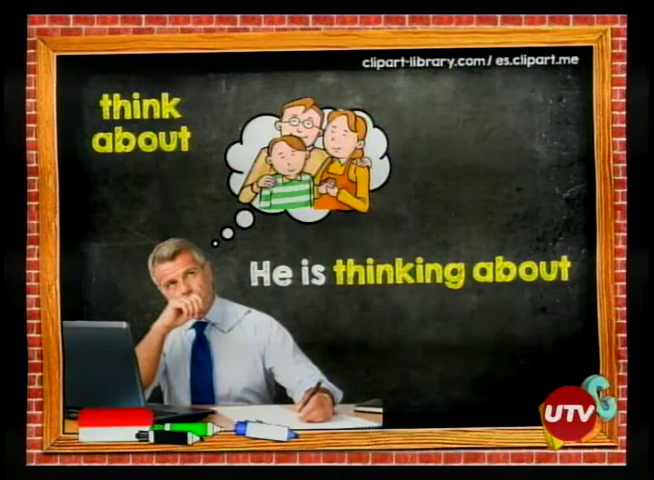 clipart-library.com/ es.clipart.me
think
about
He is thinking about
UTV